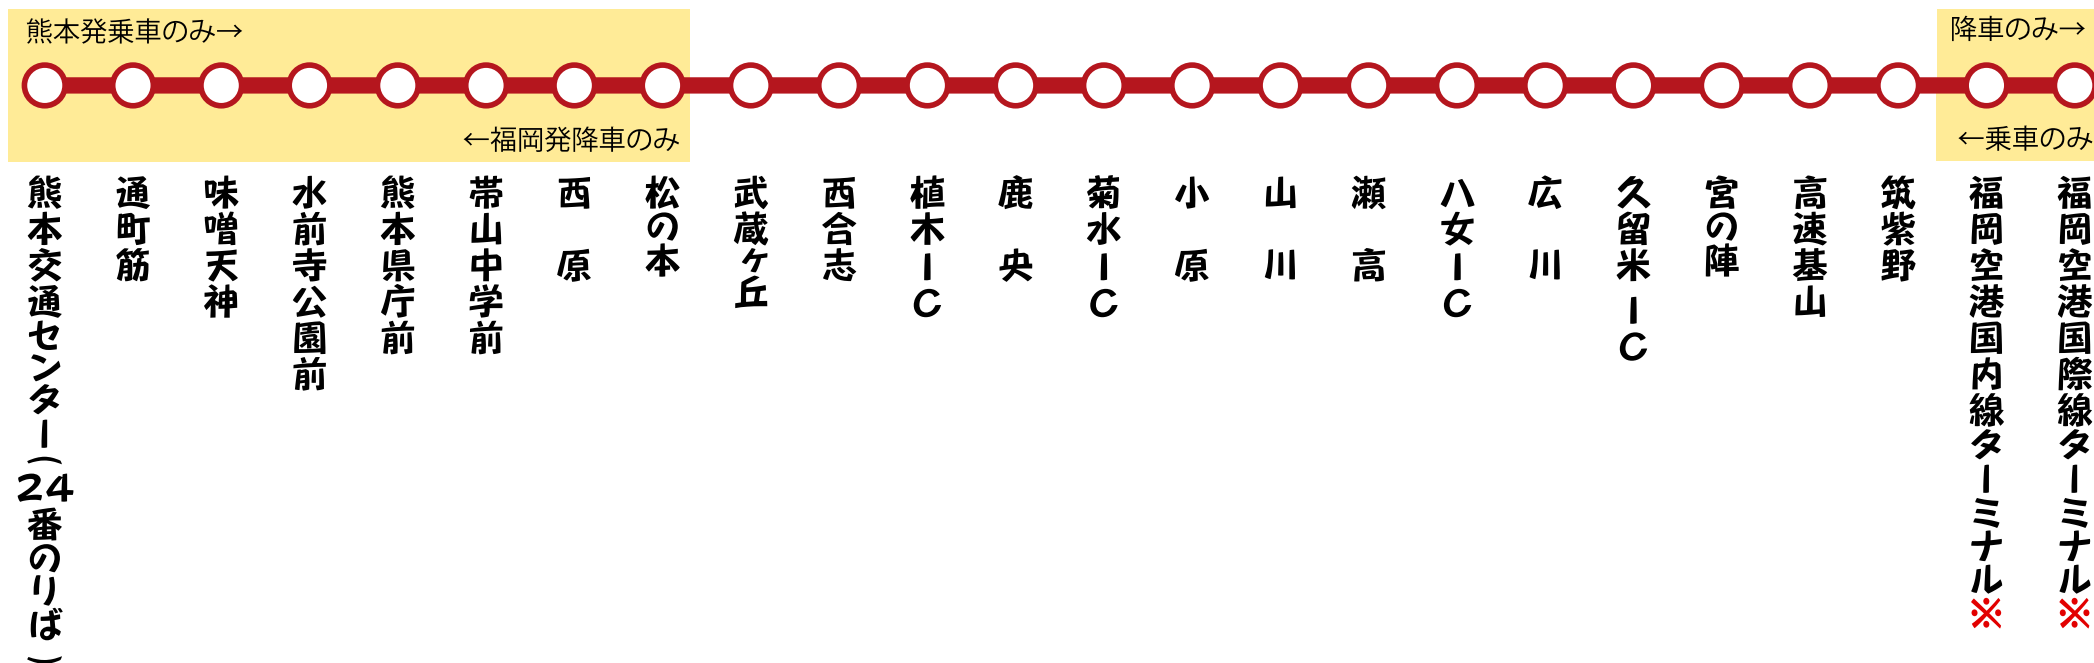 熊本発乗車のみ→
降車のみ→
←福岡発降車のみ
←乗車のみ
熊本交通センター(24番のりば)
通町筋
味噌天神
水前寺公園前
熊本県庁前
帯山中学前
西 原
松の本
武蔵ヶ丘
西合志
植木IC
鹿 央
菊水IC
小 原
山 川
瀬 高
八女IC
広 川
久留米IC
宮の陣
高速基山
筑紫野
福岡空港国内線ターミナル※
福岡空港国際線ターミナル※